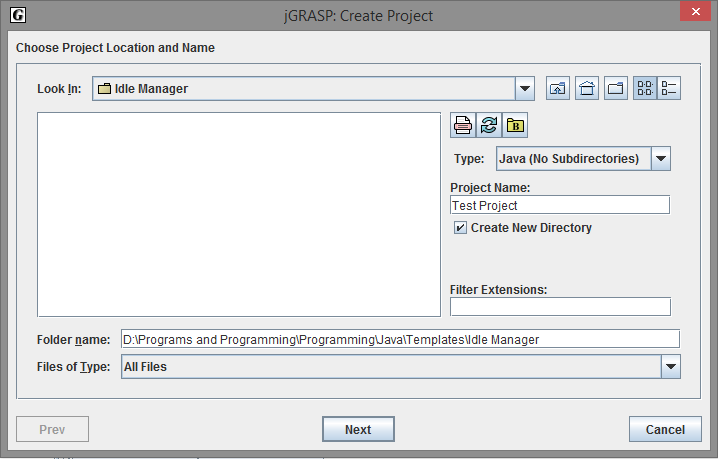 G jGRASP: Create Project
Choose Project Location and Name
Look In: Idle Manager
B
Type: Java (No Subdirectories)
Project Name:
Test Project
Create New Directory
Filter Extensions:
Folder name: D:\Programs and Programming\Programming\Java\Templates\Idle Manager
Files of Type: All Files
Prev Next Cancel